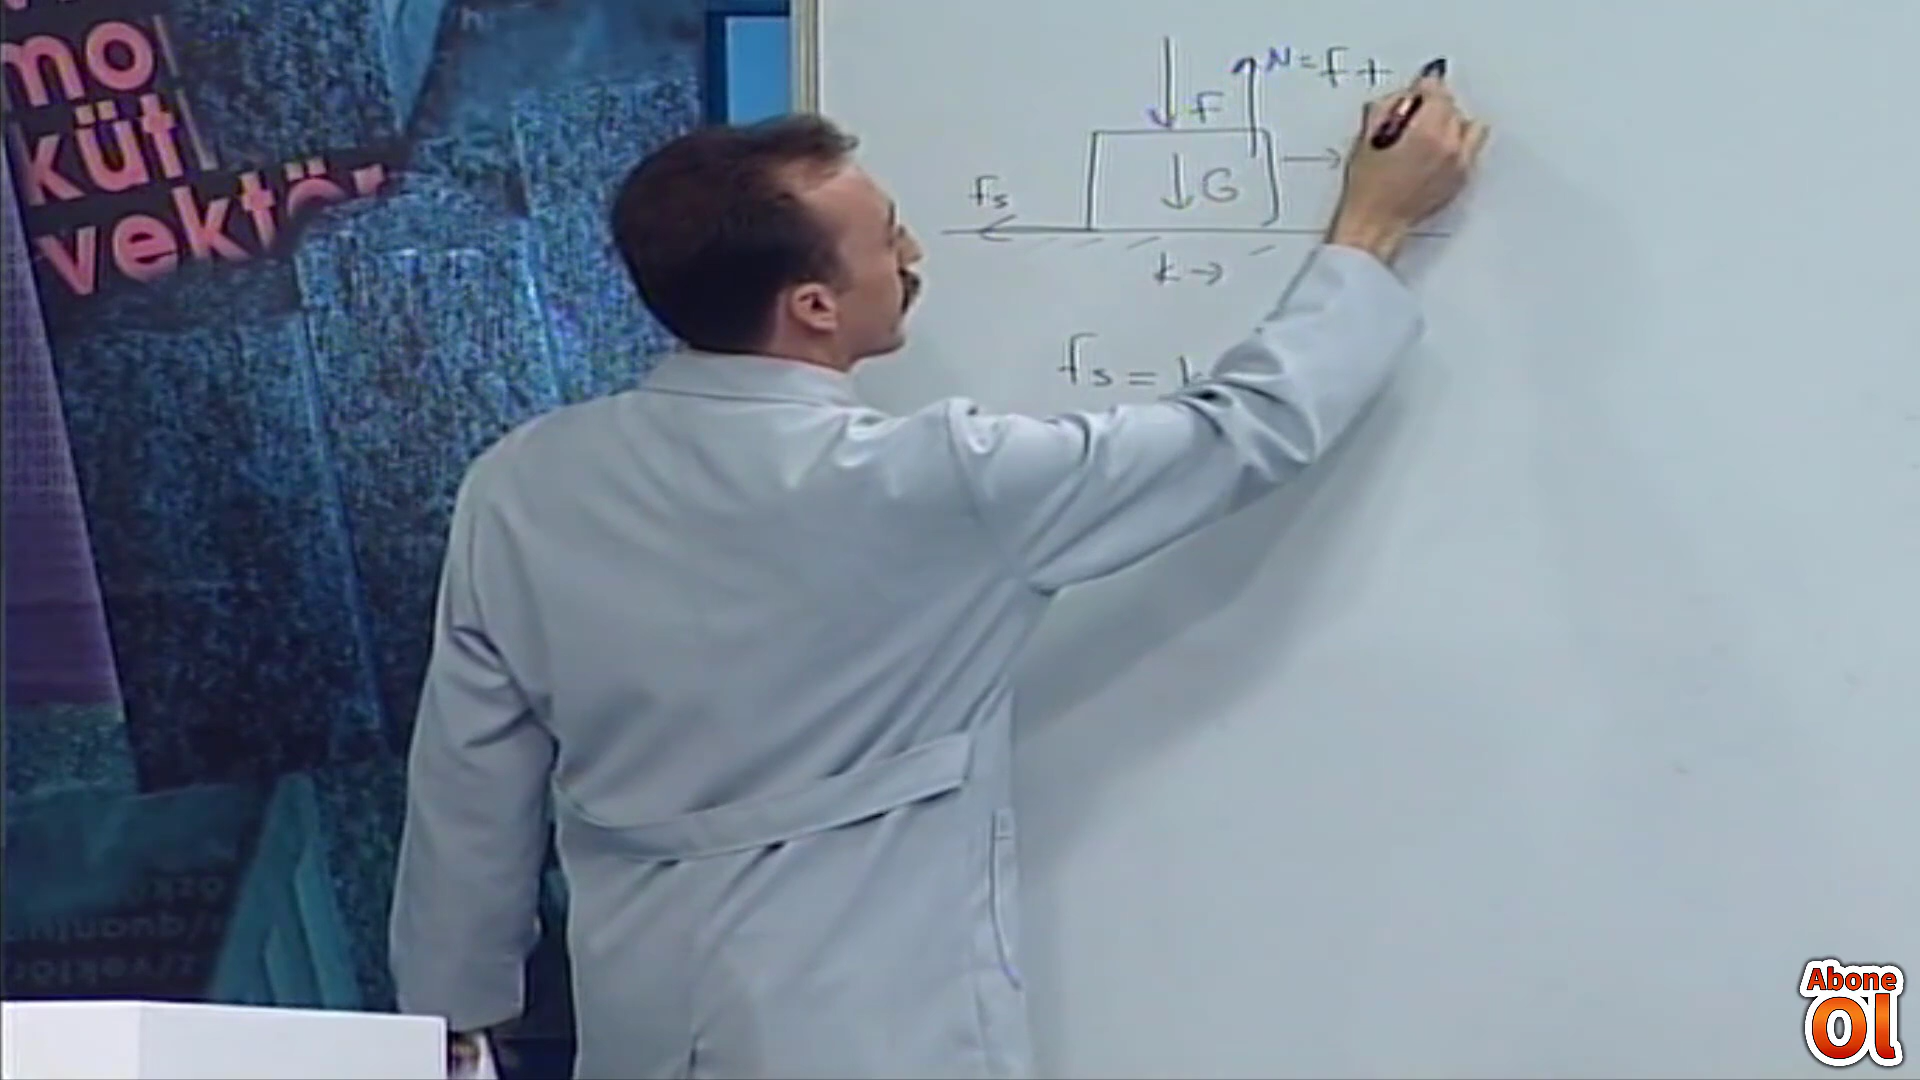 mo
küt
vektör
F
N = F +
G
fs
k →
fs = k
Abone
Ol